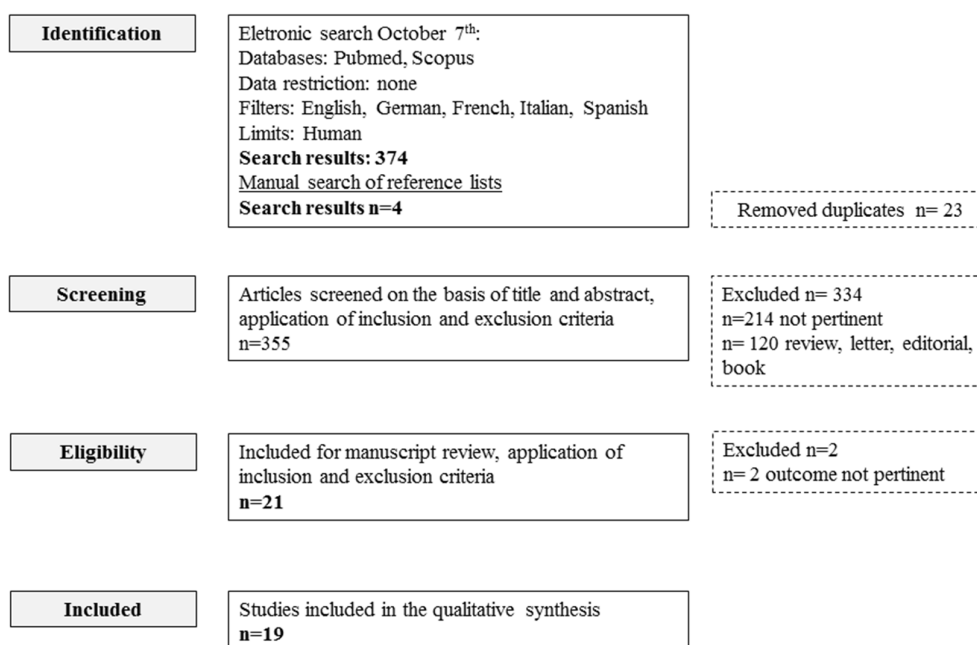 Identification
Eletronic search October 7th:
Databases: Pubmed, Scopus
Data restriction: none
Filters: English, German, French, Italian, Spanish
Limits: Human
Search results: 374
Manual search of reference lists
Search results n=4
Removed duplicates n= 23
Screening
Articles screened on the basis of title and abstract,
application of inclusion and exclusion criteria
n=355
Excluded n= 334
n=214 not pertinent
n= 120 review, letter, editorial,
book
Eligibility
Included for manuscript review, application of
inclusion and exclusion criteria
n=21
Excluded n=2
n= 2 outcome not pertinent
Included
Studies included in the qualitative synthesis
n=19